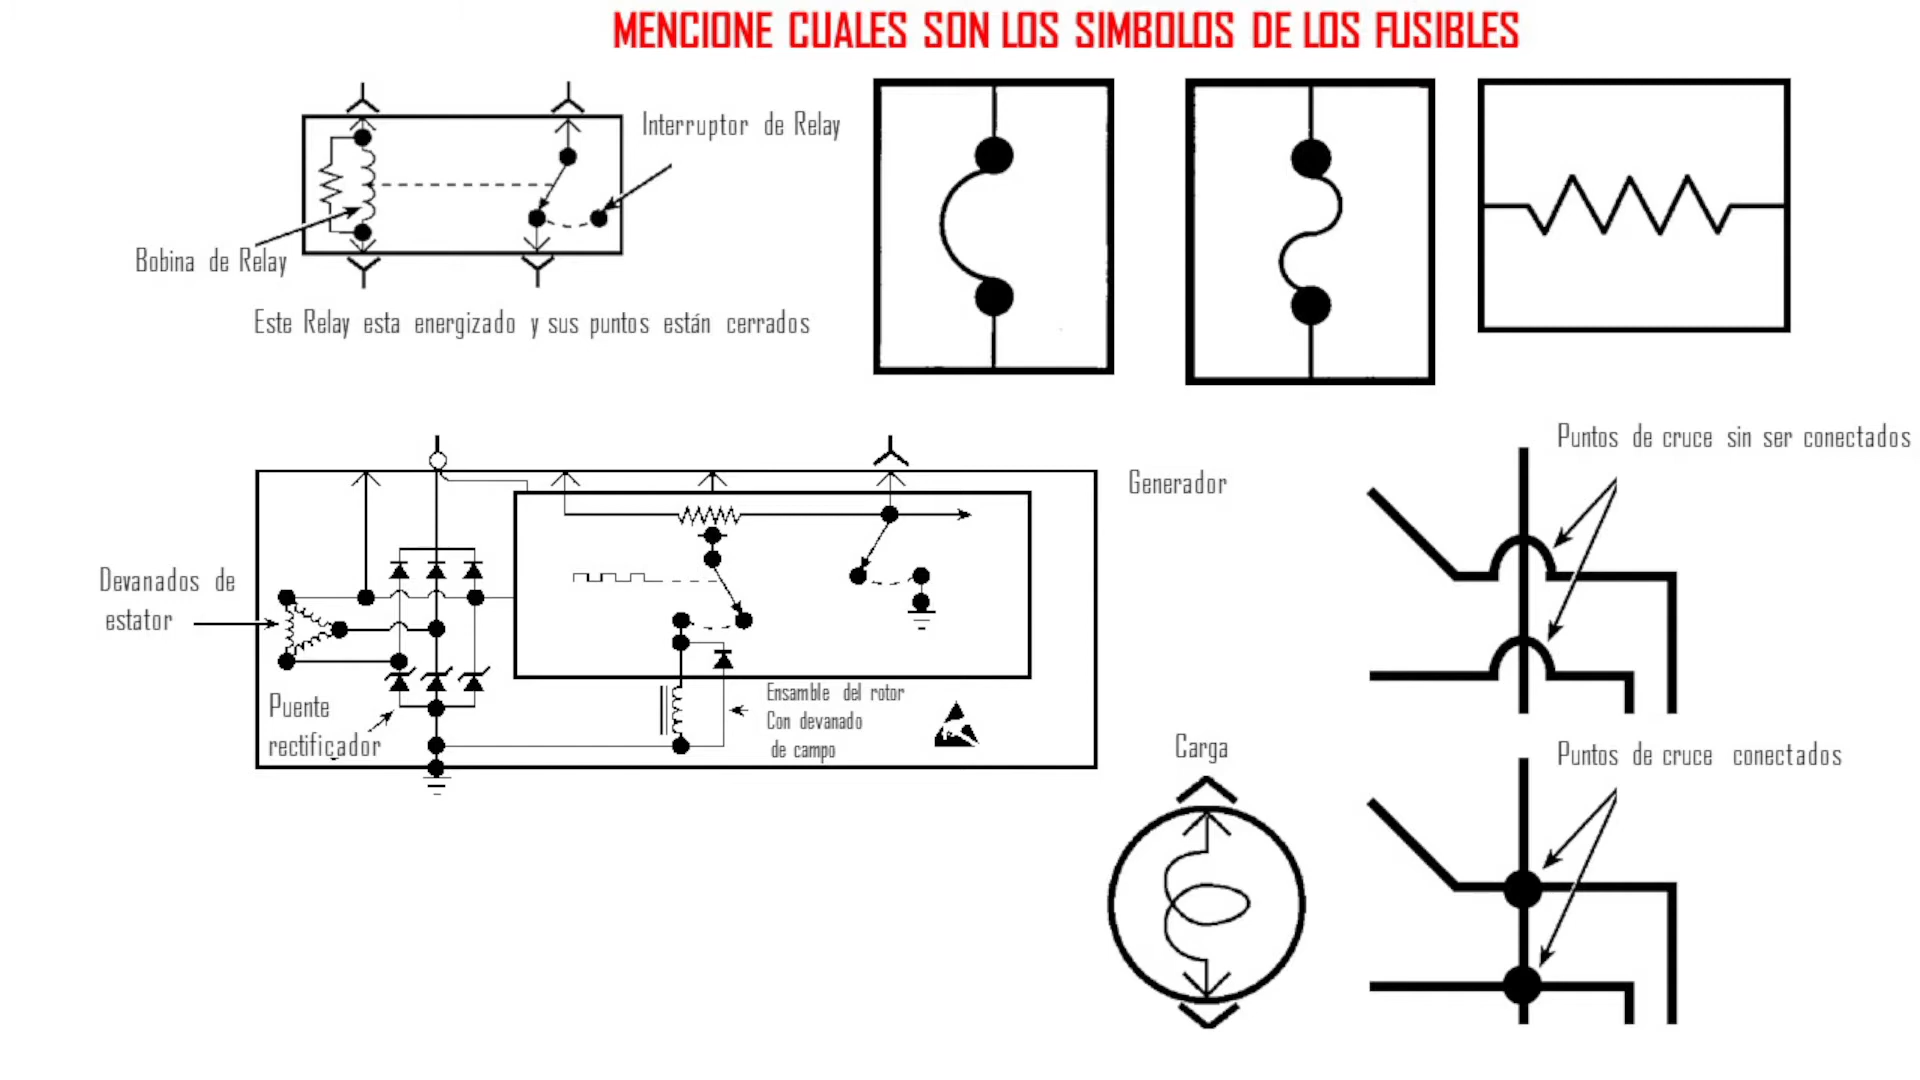 MENCIONE CUALES SON LOS SIMBOLOS DE LOS FUSIBLES
Interruptor de Relay
Bobina de Relay
Este Relay esta energizado y sus puntos están cerrados
Puntos de cruce sin ser conectados
Generador
Devanados de
estator
Puente
rectificador
Ensamble del rotor
Con devanado
de campo
Carga
Puntos de cruce conectados